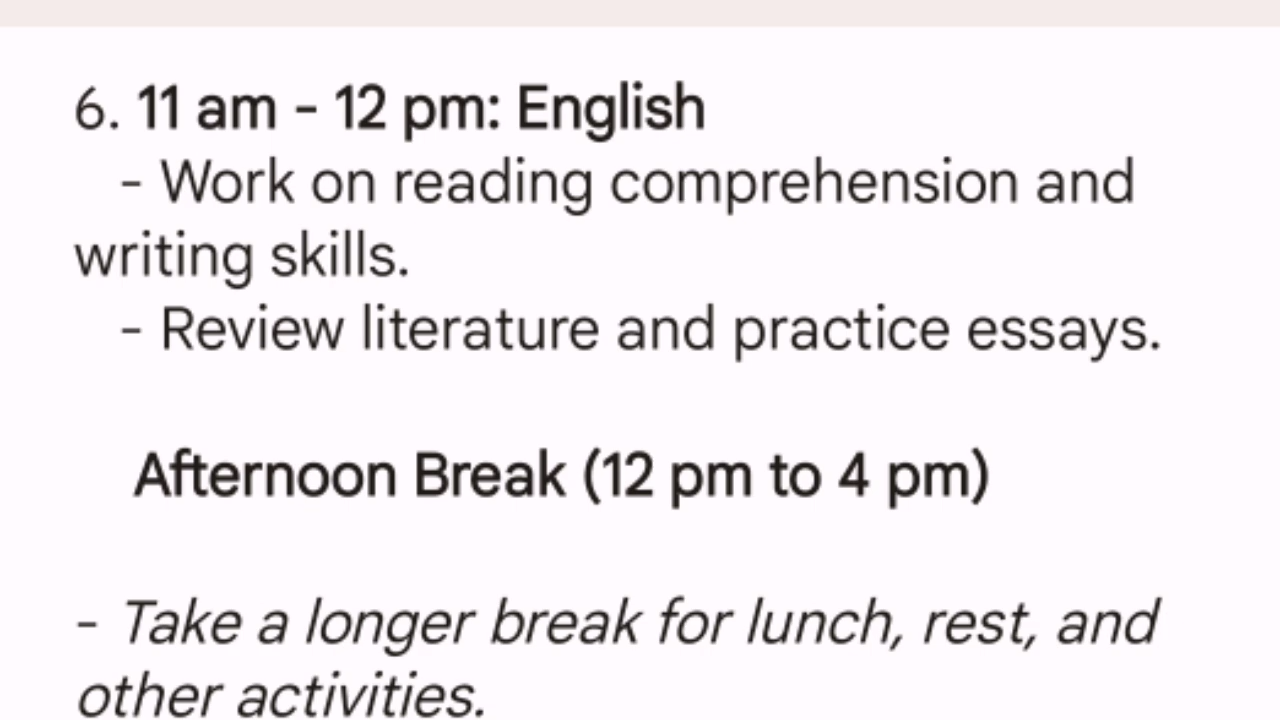 6. 11 am - 12 pm: English
- Work on reading comprehension and
writing skills.
- Review literature and practice essays.
Afternoon Break (12 pm to 4 pm)
- Take a longer break for lunch, rest, and
other activities.